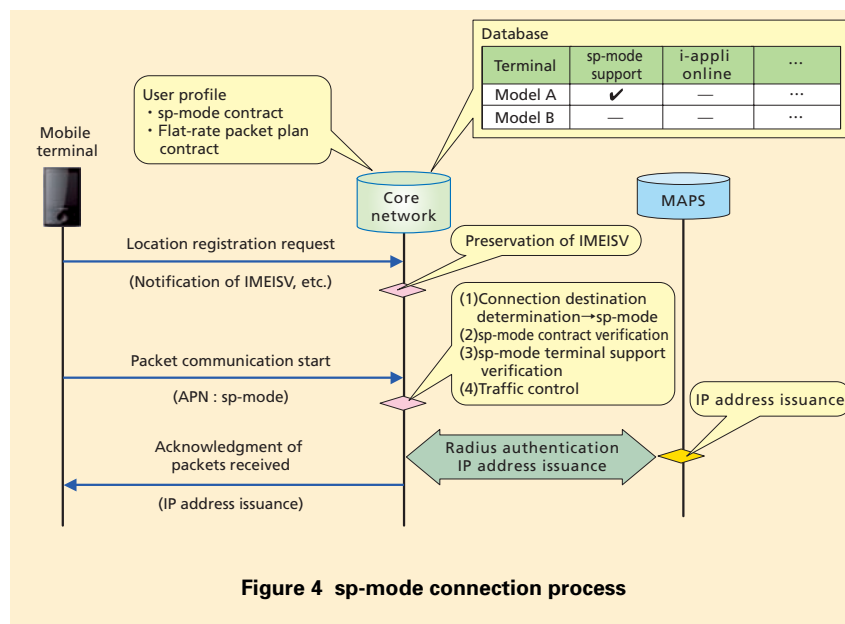 Database
Terminal sp-mode support i-appli online …
Model A ✔ — …
Model B — — …
User profile
・sp-mode contract
・Flat-rate packet plan
contract
Mobile
terminal
Core
network
MAPS
Location registration request
(Notification of IMEISV, etc.)
Preservation of IMEISV
(1)Connection destination
determination→sp-mode
(2)sp-mode contract verification
(3)sp-mode terminal support
verification
(4)Traffic control
Packet communication start
(APN : sp-mode)
IP address issuance
Acknowledgment of
packets received
(IP address issuance)
Radius authentication
IP address issuance
Figure 4 sp-mode connection process